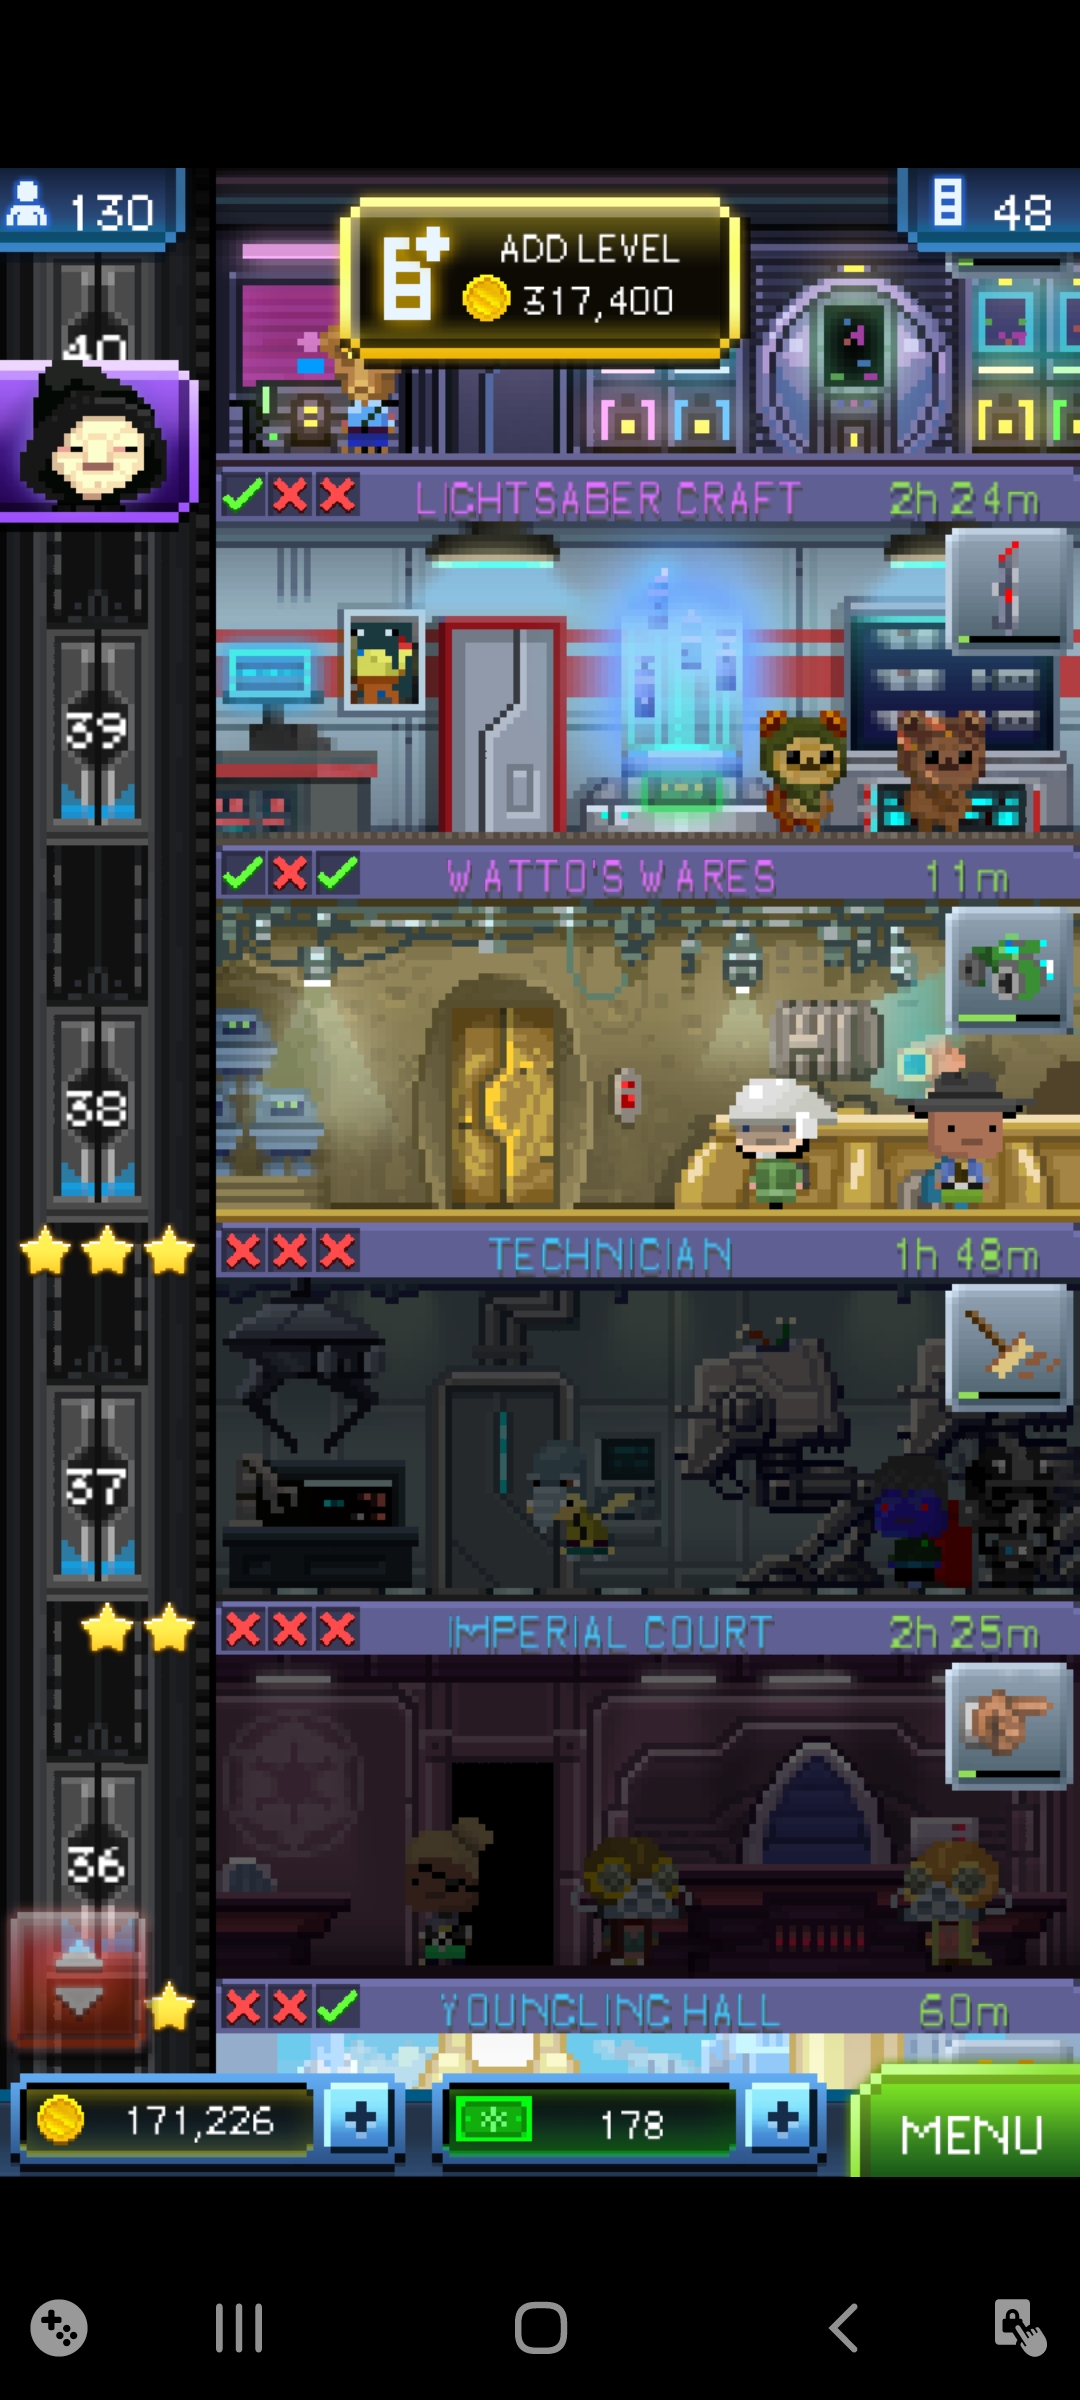 130
ADD LEVEL
317,400
48
40
LIGHTSABER CRAFT 2h 24m
39
WATTO'S WARES 11m
38
TECHNICIAN 1h 48m
37
IMPERIAL COURT 2h 25m
36
YOUNGLING HALL 60m
171,226
178
MENU